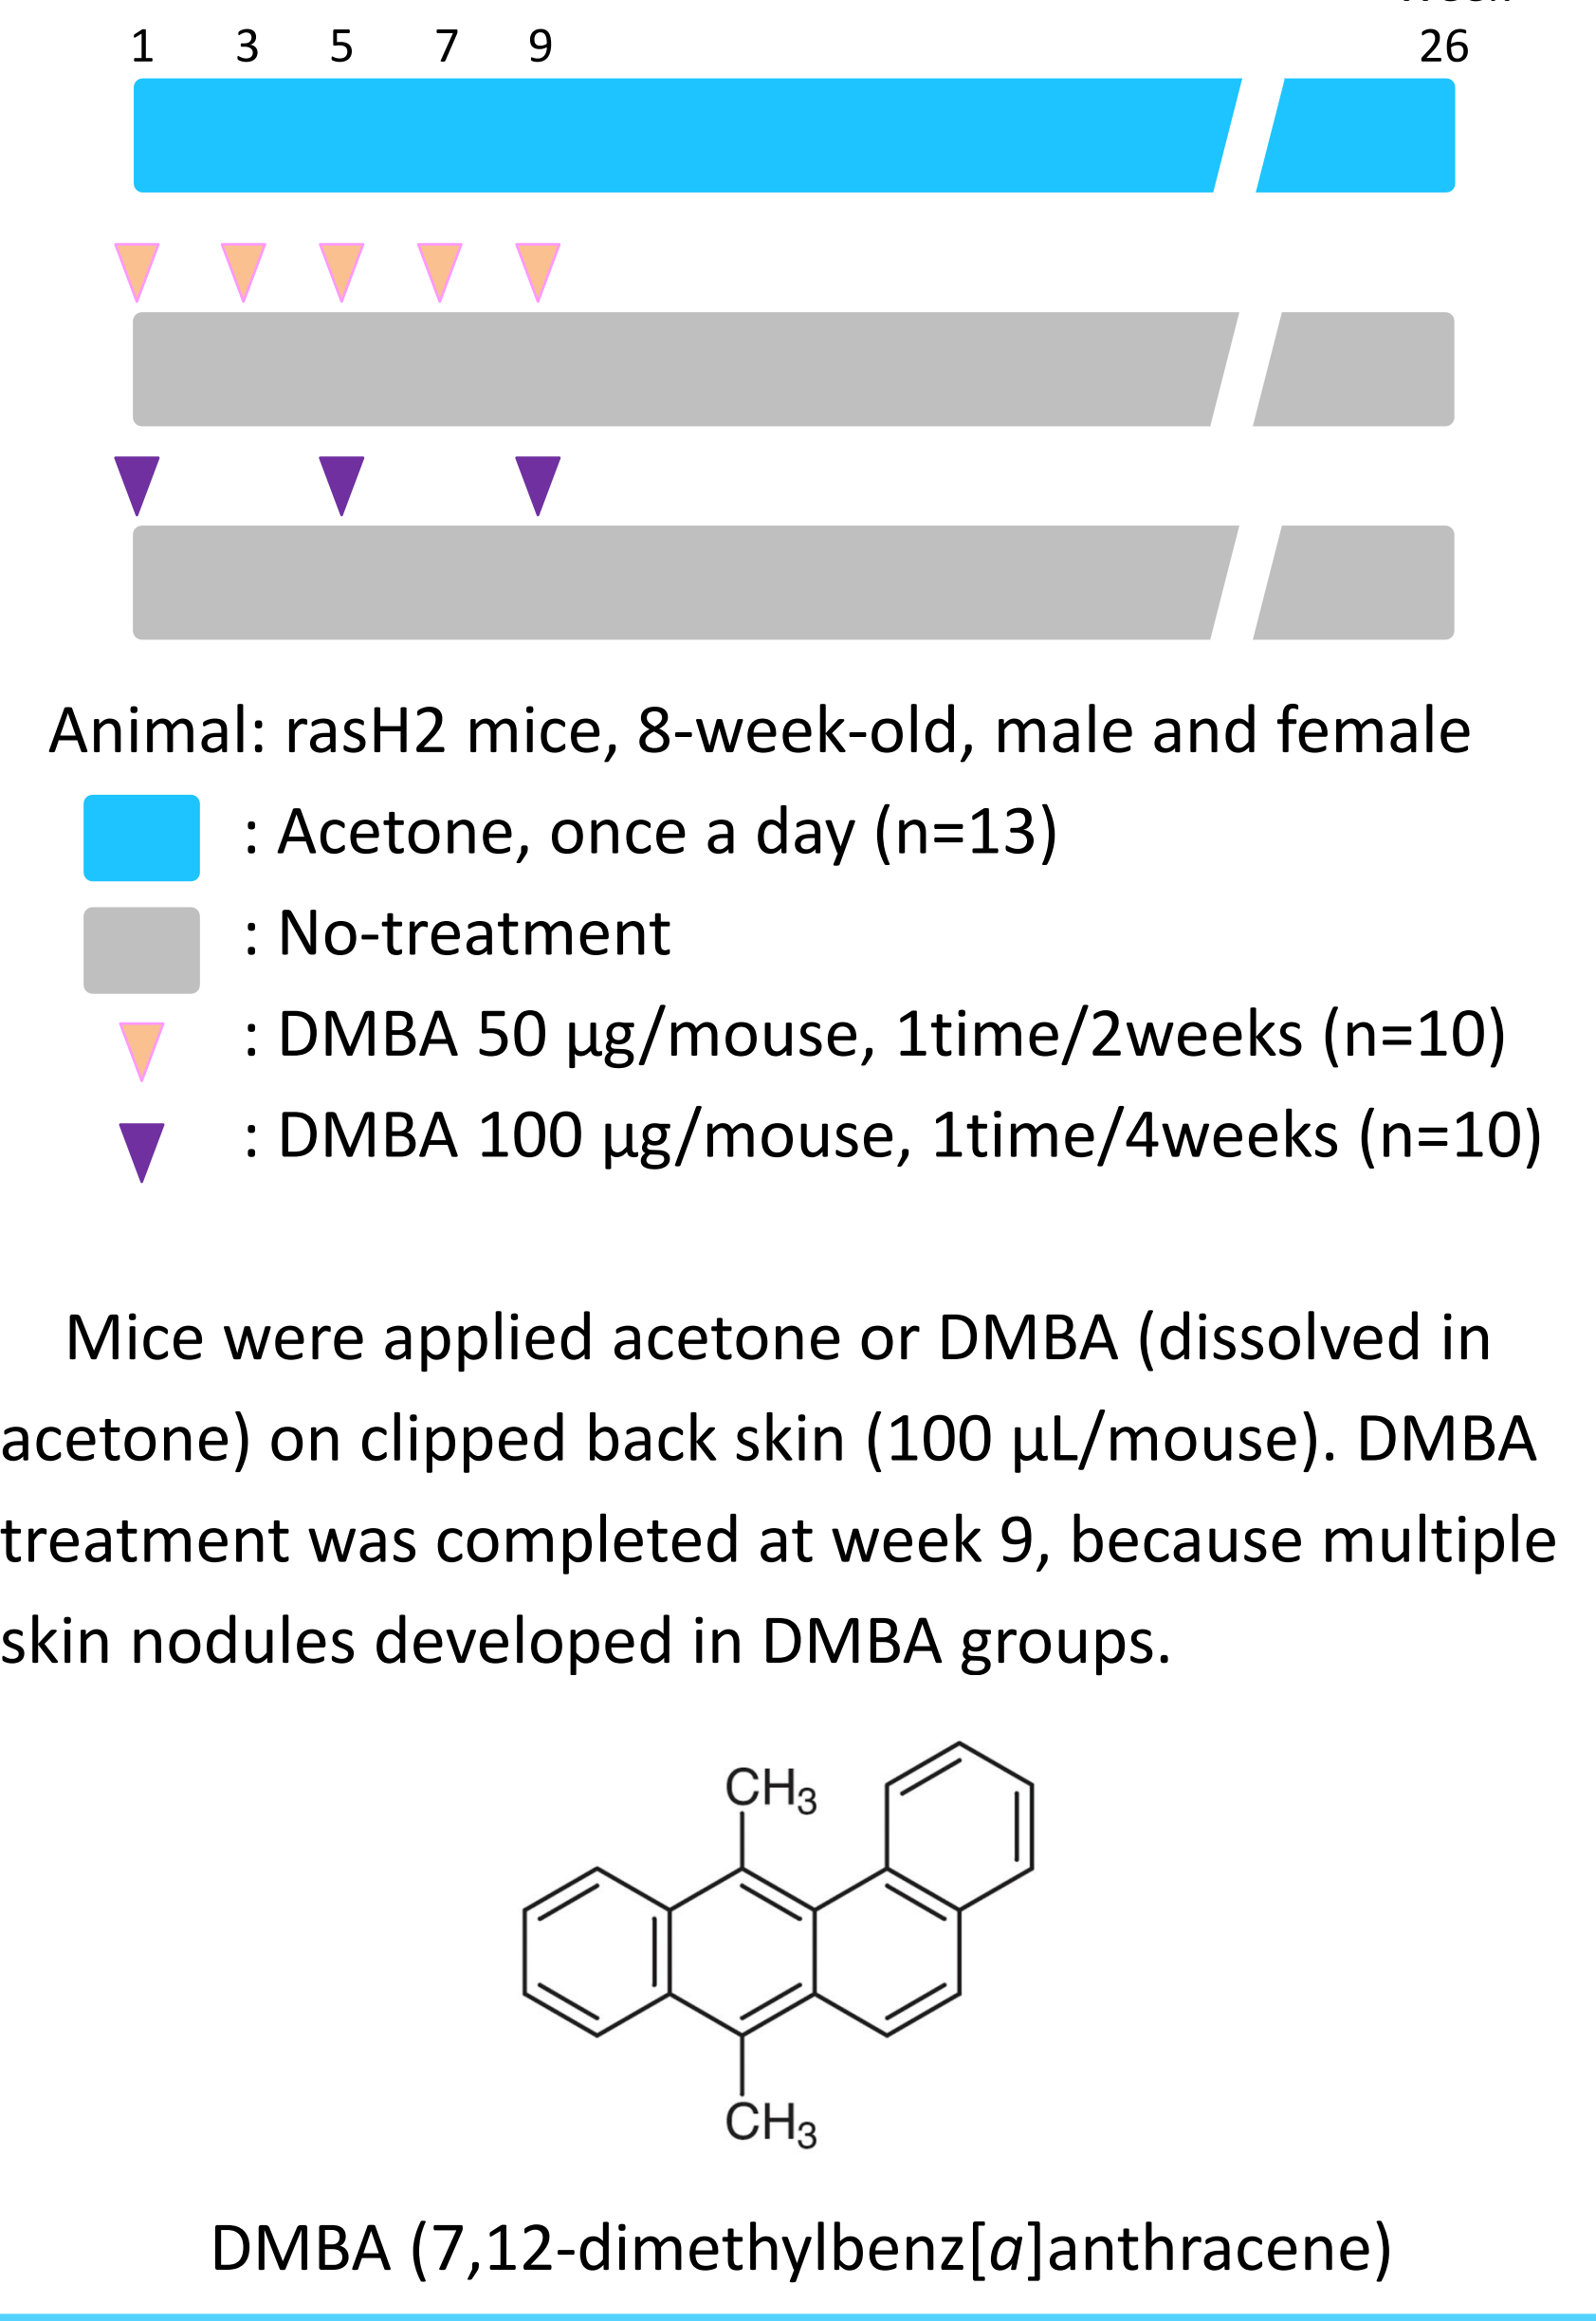 1 3 5 7 9 26
Animal: rasH2 mice, 8-week-old, male and female
: Acetone, once a day (n=13)
: No-treatment
: DMBA 50 µg/mouse, 1time/2weeks (n=10)
: DMBA 100 µg/mouse, 1time/4weeks (n=10)
Mice were applied acetone or DMBA (dissolved in
acetone) on clipped back skin (100 µL/mouse). DMBA
treatment was completed at week 9, because multiple
skin nodules developed in DMBA groups.
CH3
CH3
DMBA (7,12-dimethylbenz[a]anthracene)